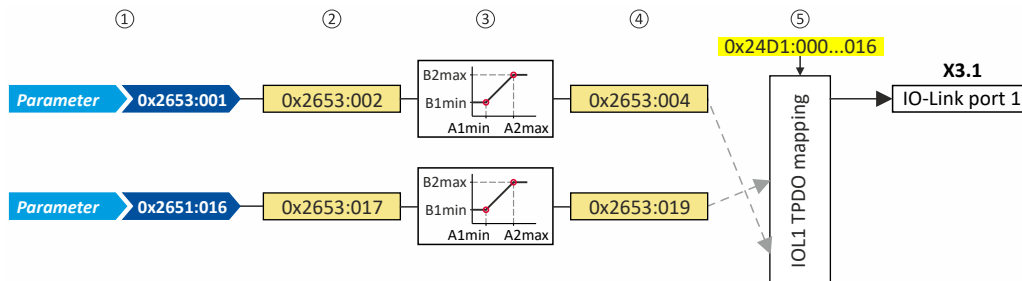 ① ② ③ ④ ⑤
0x24D1:000...016
Parameter 0x2653:001 0x2653:002
B2max
B1min
A1min A2max
0x2653:004
IOL1 TPDO mapping
X3.1
IO-Link port 1
Parameter 0x2651:016 0x2653:017
B2max
B1min
A1min A2max
0x2653:019